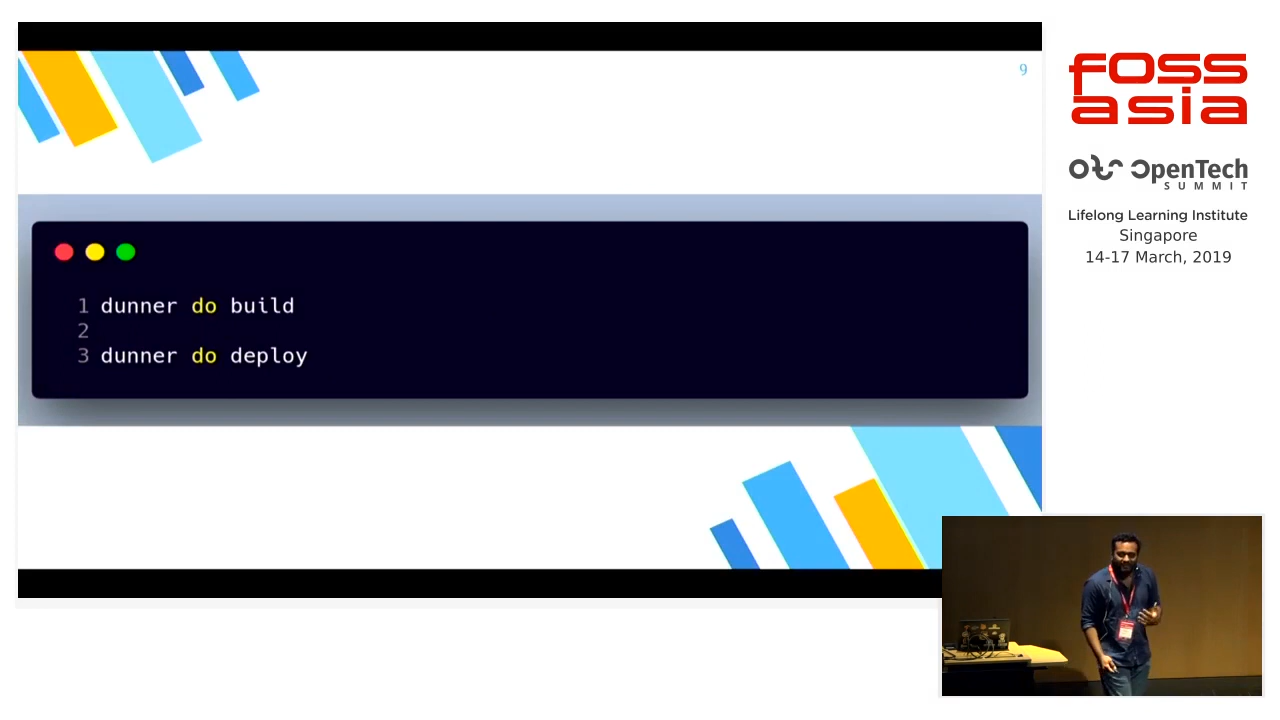 9
1 dunner do build
2
3 dunner do deploy
fOSS
asia
OpenTech
SUMMIT
Lifelong Learning Institute
Singapore
14-17 March, 2019